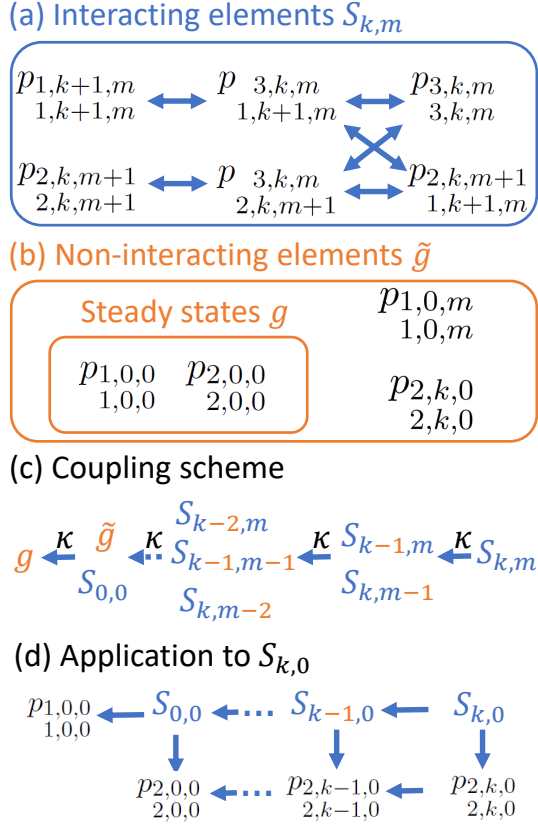 (a) Interacting elements S_{k,m}
p_{1,k+1,m} p_{3,k,m} p_{3,k,m}
1,k+1,m 1,k+1,m 3,k,m
p_{2,k,m+1} p_{3,k,m} p_{2,k,m+1}
2,k,m+1 2,k,m+1 1,k+1,m
(b) Non-interacting elements g̃
Steady states g
p_{1,0,m}
1,0,m
p_{1,0,0} p_{2,0,0}
1,0,0 2,0,0
p_{2,k,0}
2,k,0
(c) Coupling scheme
S_{k−2,m}
g κ g̃ κ S_{k−1,m−1} κ S_{k−1,m} κ S_{k,m}
S_{0,0} S_{k,m−2} S_{k,m−1}
(d) Application to S_{k,0}
p_{1,0,0} S_{0,0} ... S_{k−1,0} S_{k,0}
1,0,0
p_{2,0,0} ... p_{2,k−1,0} p_{2,k,0}
2,0,0 2,k−1,0 2,k,0